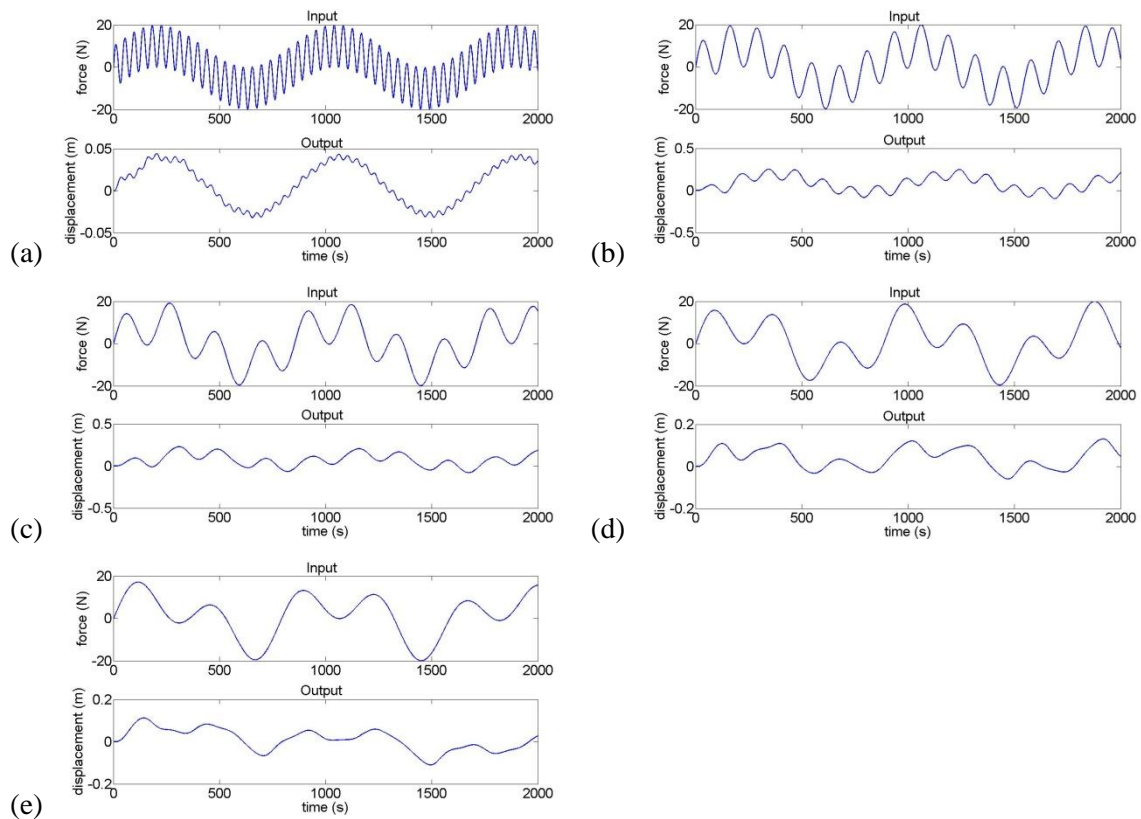 Input
20
0
-20
force (N)
0 500 1000 1500 2000
Output
0.05
0
-0.05
displacement (m)
0 500 1000 1500 2000
time (s)
(a)
Input
20
0
-20
force (N)
0 500 1000 1500 2000
Output
0.5
0
-0.5
displacement (m)
0 500 1000 1500 2000
time (s)
(b)
Input
20
0
-20
force (N)
0 500 1000 1500 2000
Output
0.5
0
-0.5
displacement (m)
0 500 1000 1500 2000
time (s)
(c)
Input
20
0
-20
force (N)
0 500 1000 1500 2000
Output
0.2
0
-0.2
displacement (m)
0 500 1000 1500 2000
time (s)
(d)
Input
20
0
-20
force (N)
0 500 1000 1500 2000
Output
0.2
0
-0.2
displacement (m)
0 500 1000 1500 2000
time (s)
(e)